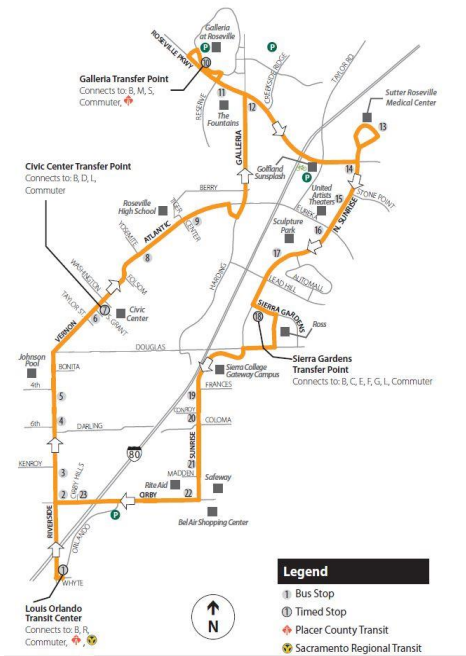 Galleria
at Roseville
ROSEVILLE PKWY
P
P
10
CREEKSIDE RIDGE
TAYLOR RD
Galleria Transfer Point
Connects to: B, M, S,
Commuter,
RESERVE
11
The
Fountains
12
Sutter Roseville
Medical Center
13
GALLERIA
Civic Center Transfer Point
Connects to: B, D, L,
Commuter
Golfland
Sunsplash
P
14
BERRY
United
Artists
Theaters
15
STONE POINT
N. SUNRISE
EUREKA
Roseville
High School
TIGER
CENTER
9
Sculpture
Park
16
YOSEMITE
ATLANTIC
8
17
HARDING
WASHINGTON
FOLSOM
LEAD HILL
AUTOMALL
TAYLOR ST.
7
S. GRANT
Civic
Center
6
VERNON
SIERRA GARDENS
18
Ross
DOUGLAS
Johnson
Pool
BONITA
Sierra College
Gateway Campus
Sierra Gardens
Transfer Point
Connects to: B, C, E, F, G, L, Commuter
4th
5
19
FRANCES
CONROY
6th
4
DARLING
20
COLOMA
80
SUNRISE
KENROY
3
CIRBY HILLS
21
MADDEN
Rite Aid
Safeway
2
23
CIRBY
22
P
Bel Air Shopping Center
RIVERSIDE
ORLANDO
1
WHYTE
Louis Orlando
Transit Center
Connects to: B, R,
Commuter, ,
N
Legend
1 Bus Stop
1 Timed Stop
Placer County Transit
Sacramento Regional Transit